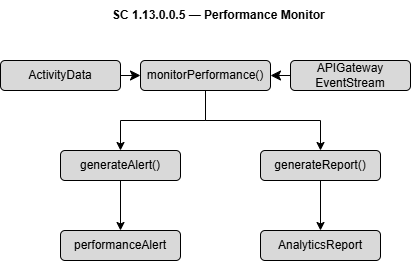 SC 1.13.0.0.5 — Performance Monitor
ActivityData
monitorPerformance()
APIGateway
EventStream
generateAlert()
generateReport()
performanceAlert
AnalyticsReport